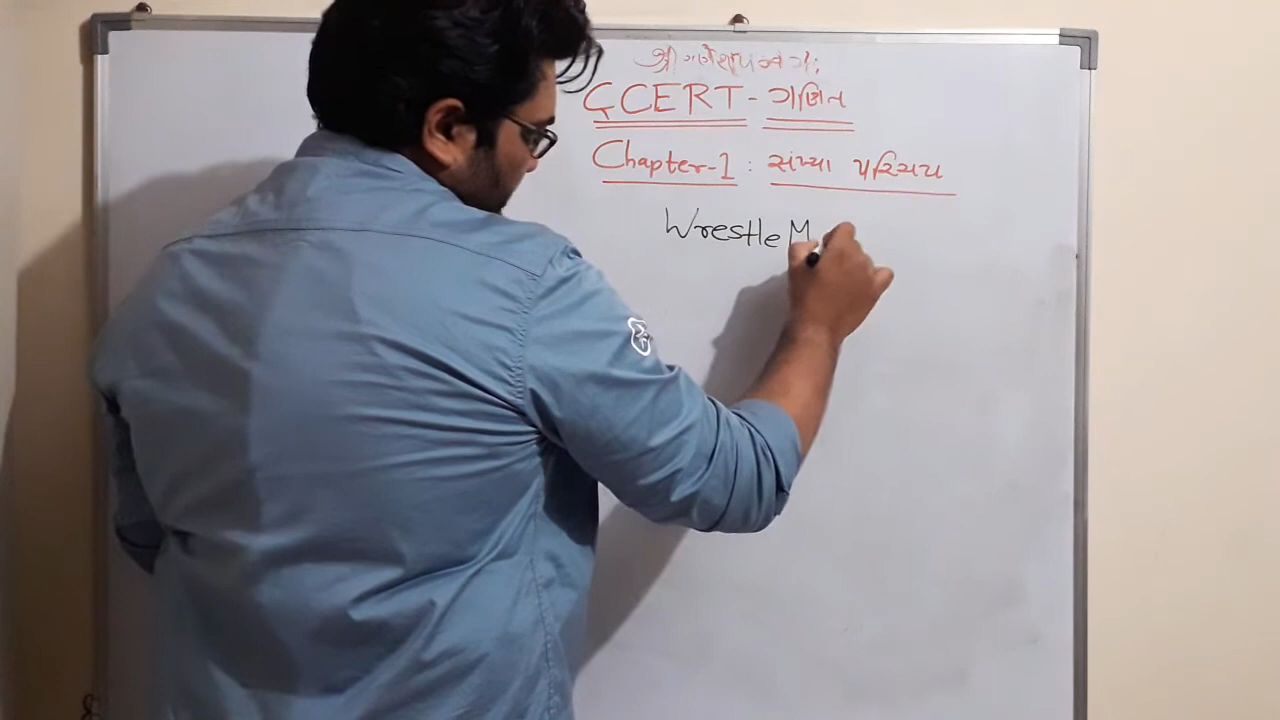 શ્રી ગણેશાય નમઃ
GCERT - ગણિત
Chapter-1 : સંખ્યા પરિચય
WrestleM